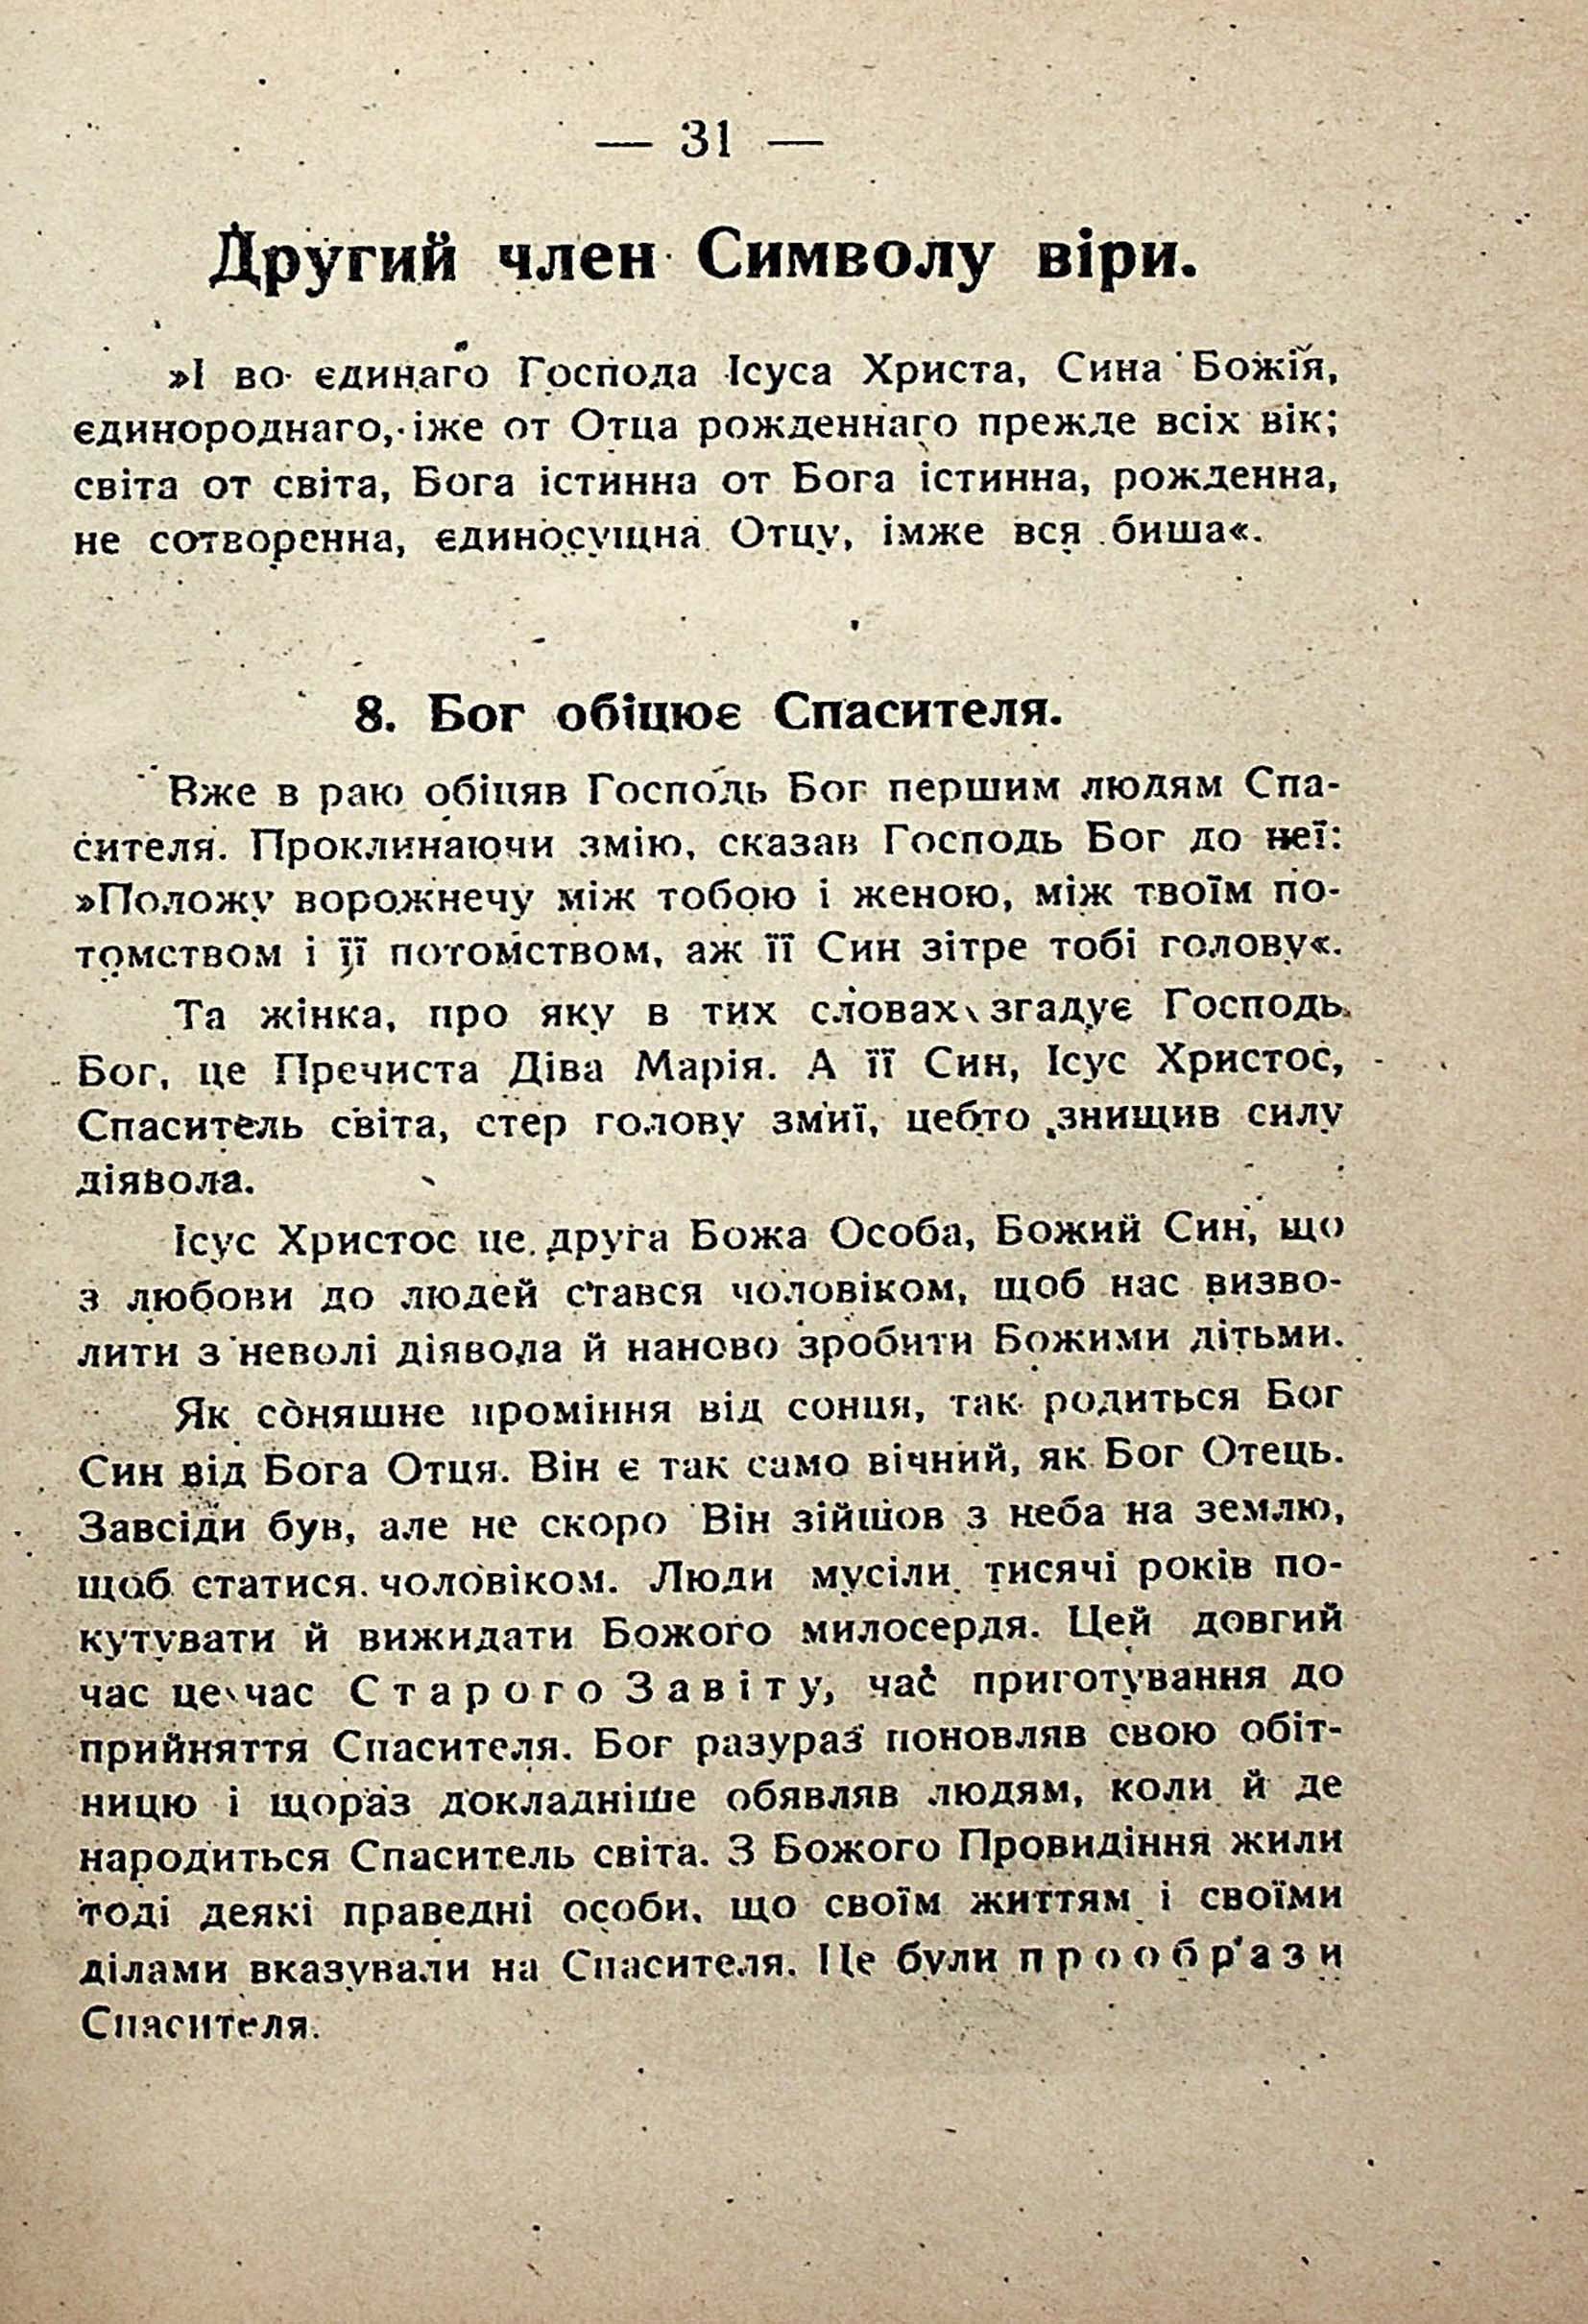 — 31 —
Другий член Символу віри.
»І во єдинаго Господа Ісуса Христа, Сина Божія,
єдинороднаго, іже от Отца рожденнаго прежде всіх вік;
світа от світа, Бога істинна от Бога істинна, рожденна,
не сотворенна, єдиносущна Отцу, імже вся биша«.
8. Бог обіцює Спасителя.
Вже в раю обіцяв Господь Бог першим людям Спа-
сителя. Проклинаючи змію, сказав Господь Бог до неї:
»Положу ворожнечу між тобою і женою, між твоїм по-
томством і її потомством, аж її Син зітре тобі голову«.
Та жінка, про яку в тих словах згадує Господь
Бог, це Пречиста Діва Марія. А її Син, Ісус Христос,
Спаситель світа, стер голову змиї, цебто знищив силу
діявола.
Ісус Христос це друга Божа Особа, Божий Син, що
з любови до людей стався чоловіком, щоб нас визво-
лити з неволі діявола й наново зробити Божими дітьми.
Як соняшне проміння від сонця, так родиться Бог
Син від Бога Отця. Він є так само вічний, як Бог Отець.
Завсіди був, але не скоро Він зійшов з неба на землю,
щоб статися чоловіком. Люди мусіли тисячі років по-
кутувати й вижидати Божого милосердя. Цей довгий
час це час Старого Завіту, час приготування до
прийняття Спасителя. Бог разураз поновляв свою обіт-
ницю і щораз докладніше обявляв людям, коли й де
народиться Спаситель світа. З Божого Провидіння жили
тоді деякі праведні особи, що своїм життям і своїми
ділами вказували на Спасителя. Це були прообрази
Спасителя.